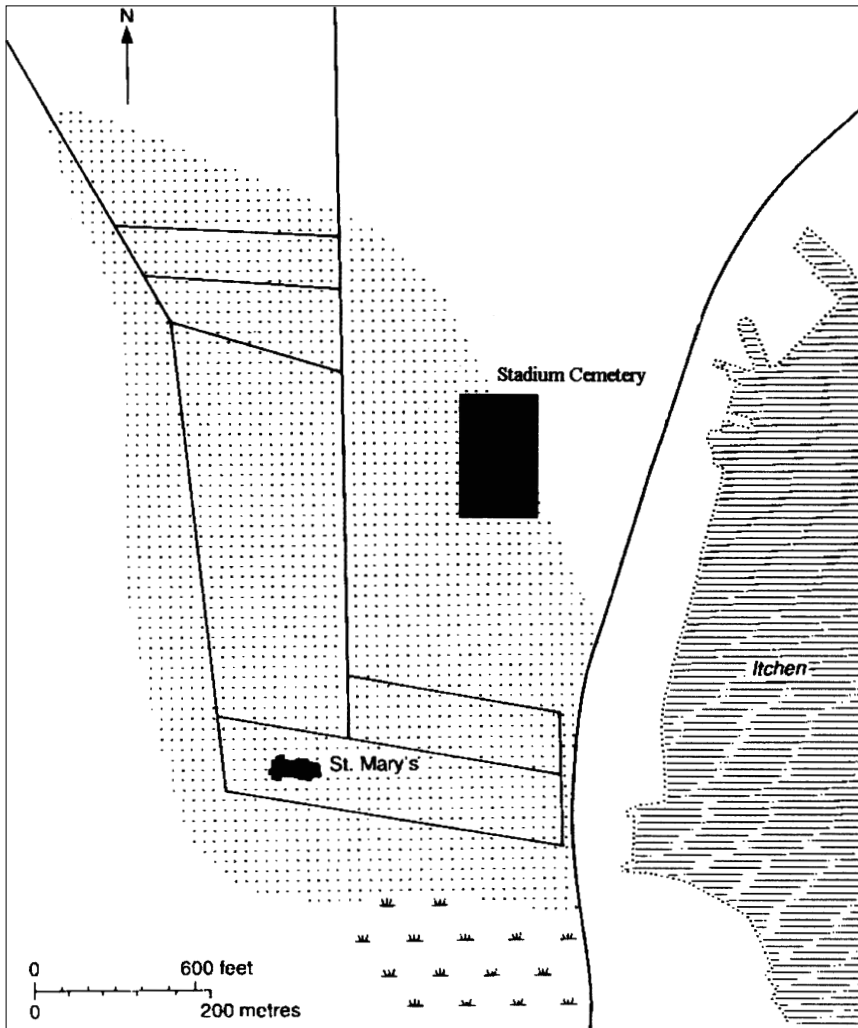 N
Stadium Cemetery
Itchen
St. Mary's
0 600 feet
0 200 metres